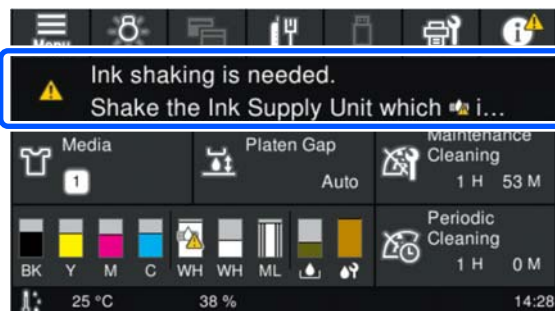 Menu
Ink shaking is needed.
Shake the Ink Supply Unit which i...
Media
1
Platen Gap
Auto
Maintenance
Cleaning
1 H 53 M
BK Y M C WH WH ML
Periodic
Cleaning
1 H 0 M
25 °C 38 % 14:28